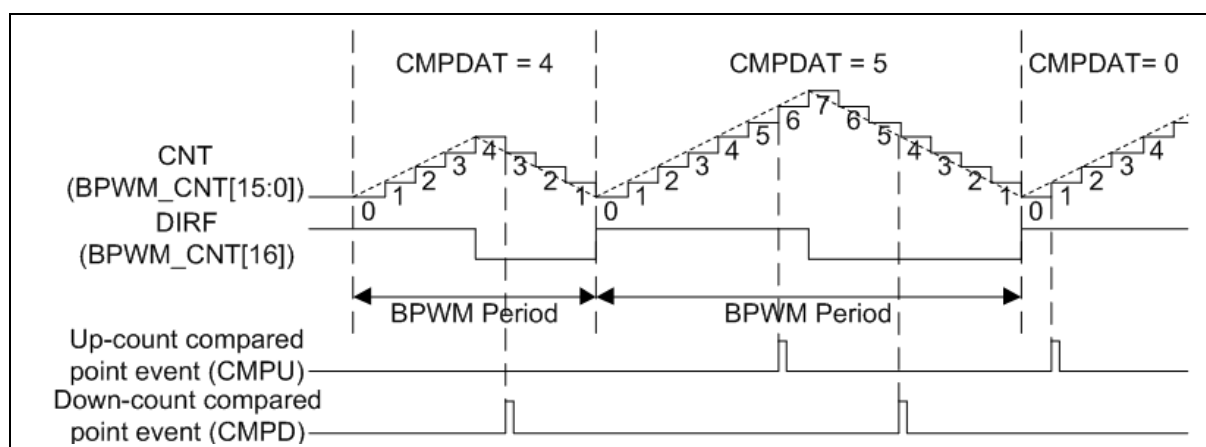 CMPDAT = 4
CMPDAT = 5
CMPDAT= 0
CNT
(BPWM_CNT[15:0])
0 1 2 3 4 3 2 1 0 1 2 3 4 5 6 7 6 5 4 3 2 1 0 1 2 3 4
DIRF
(BPWM_CNT[16])
BPWM Period
BPWM Period
Up-count compared
point event (CMPU)
Down-count compared
point event (CMPD)